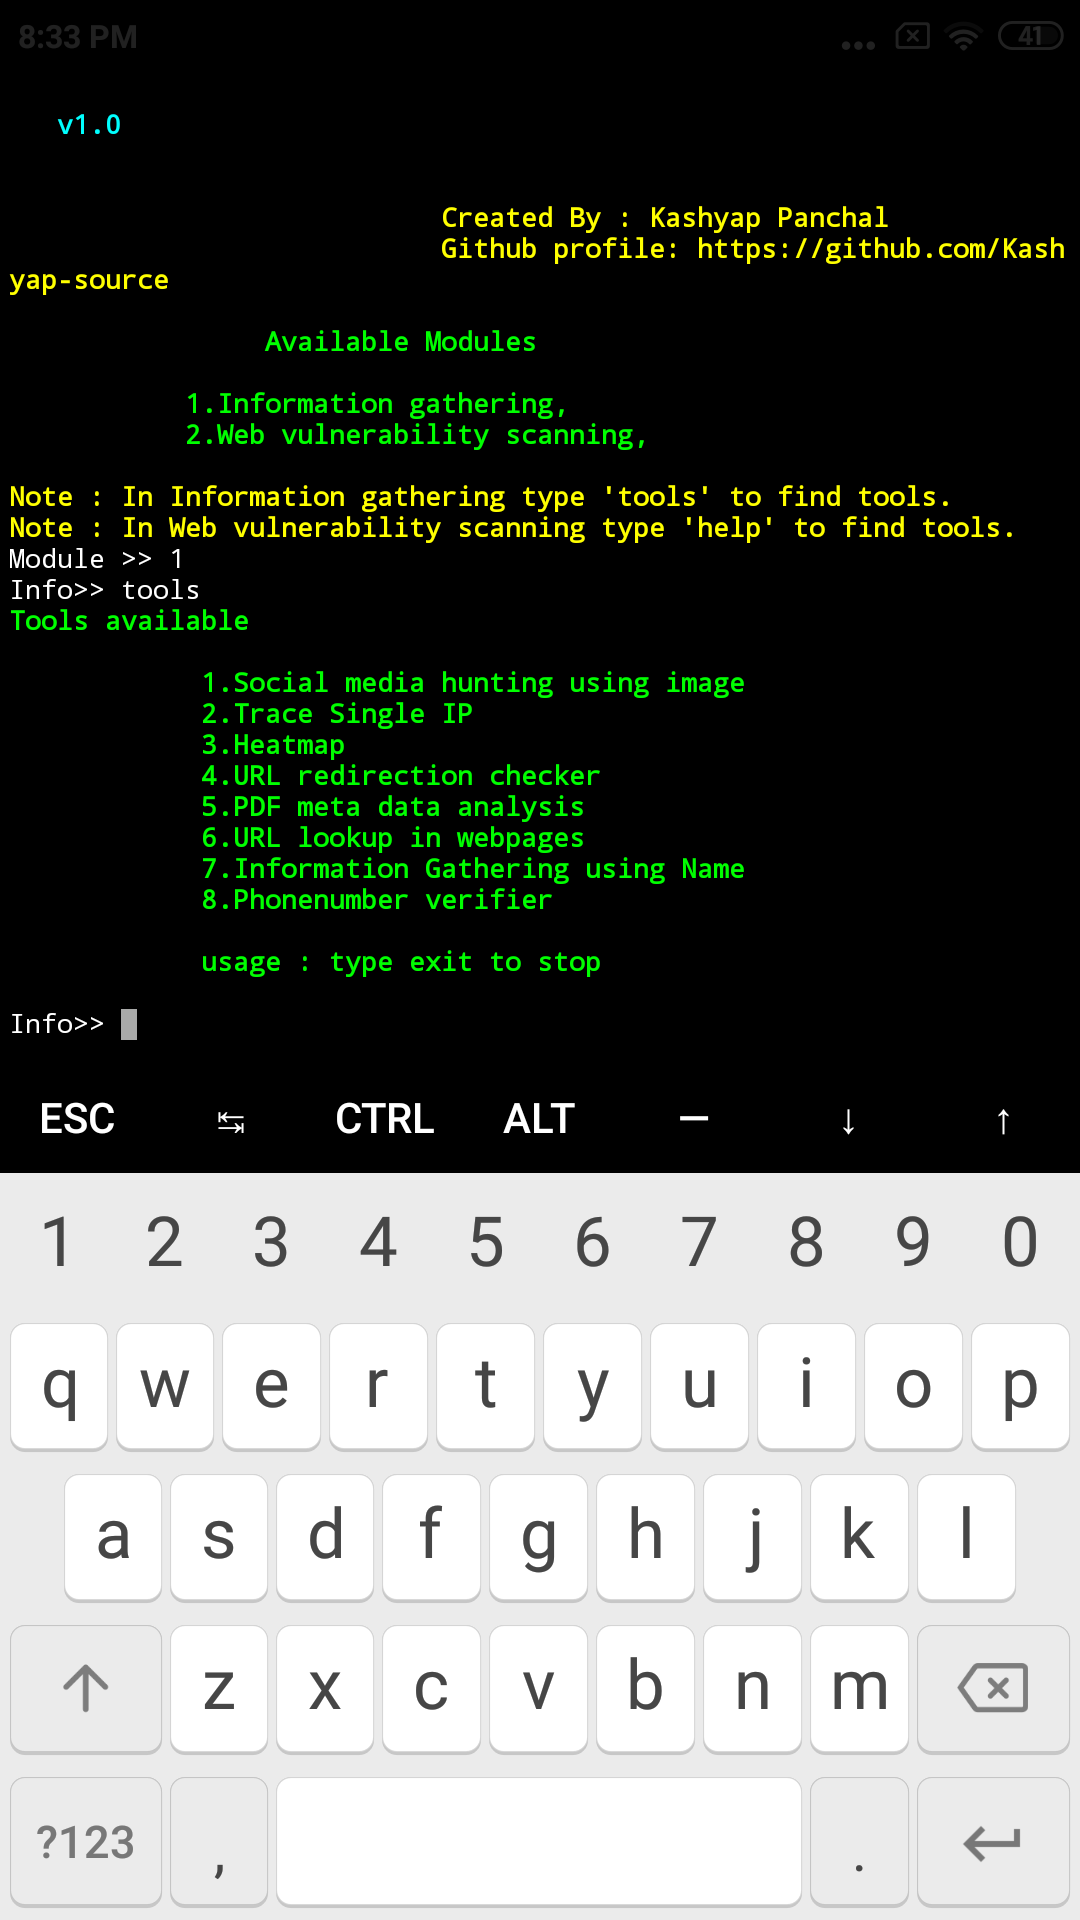 8:33 PM
41
v1.0
Created By : Kashyap Panchal
Github profile: https://github.com/Kash
yap-source
Available Modules
1.Information gathering,
2.Web vulnerability scanning,
Note : In Information gathering type 'tools' to find tools.
Note : In Web vulnerability scanning type 'help' to find tools.
Module >> 1
Info>> tools
Tools available
1.Social media hunting using image
2.Trace Single IP
3.Heatmap
4.URL redirection checker
5.PDF meta data analysis
6.URL lookup in webpages
7.Information Gathering using Name
8.Phonenumber verifier
usage : type exit to stop
Info>>
ESC ↹ CTRL ALT — ↓ ↑
1 2 3 4 5 6 7 8 9 0
q w e r t y u i o p
a s d f g h j k l
z x c v b n m
?123 , .